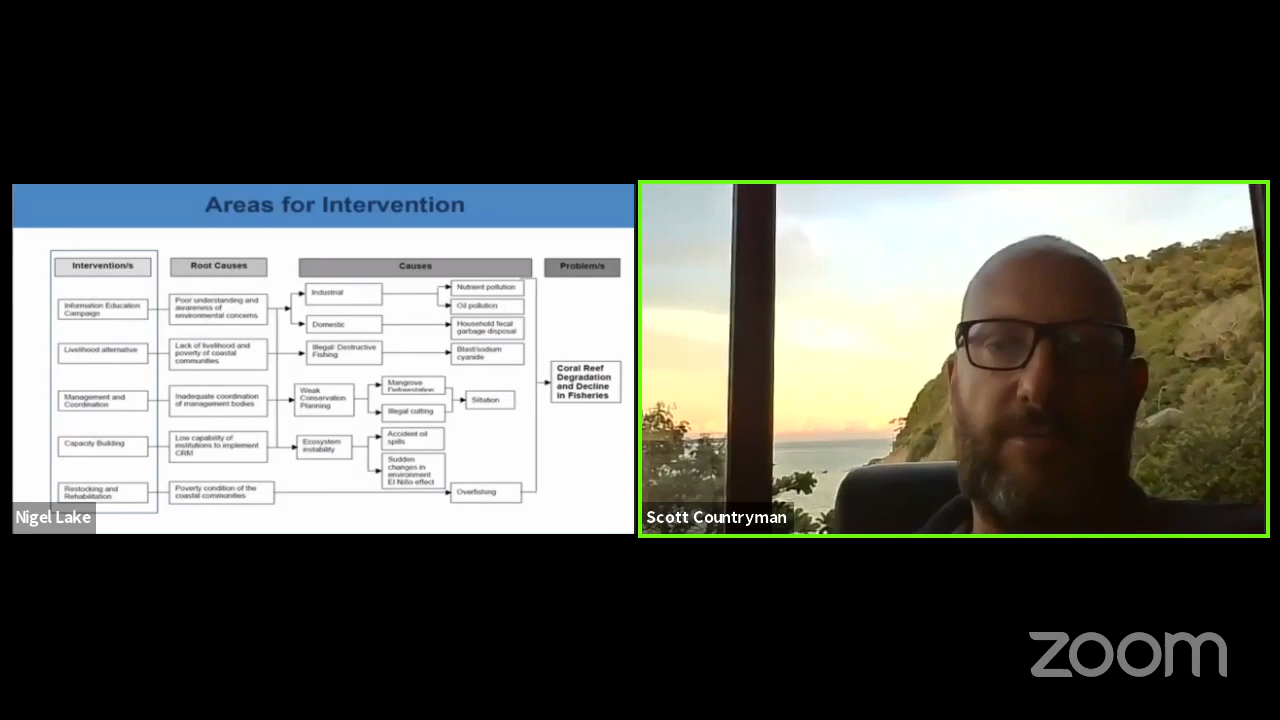 Areas for Intervention
Intervention/s
Root Causes
Causes
Problem/s
Information Education
Campaign
Poor understanding and
awareness of
environmental concerns
Industrial
Nutrient pollution
Oil pollution
Domestic
Household fecal
garbage disposal
Livelihood alternative
Lack of livelihood and
poverty of coastal
communities
Illegal/ Destructive
Fishing
Blast/sodium
cyanide
Coral Reef
Degradation
and Decline
in Fisheries
Management and
Coordination
Inadequate coordination
of management bodies
Weak
Conservation
Planning
Mangrove
Deforestation
Illegal cutting
Siltation
Capacity Building
Low capability of
institutions to implement
CRM
Ecosystem
instability
Accident oil
spills
Sudden
changes in
environment
El Niño effect
Restocking and
Rehabilitation
Poverty condition of the
coastal communities
Overfishing
Nigel Lake
Scott Countryman
zoom